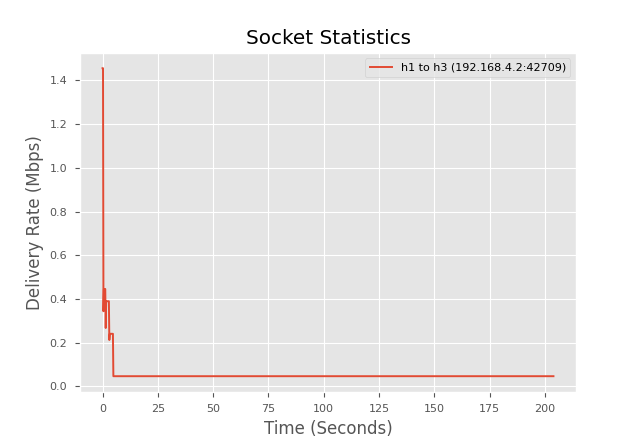 Socket Statistics
h1 to h3 (192.168.4.2:42709)
Delivery Rate (Mbps)
1.4
1.2
1.0
0.8
0.6
0.4
0.2
0.0
0 25 50 75 100 125 150 175 200
Time (Seconds)